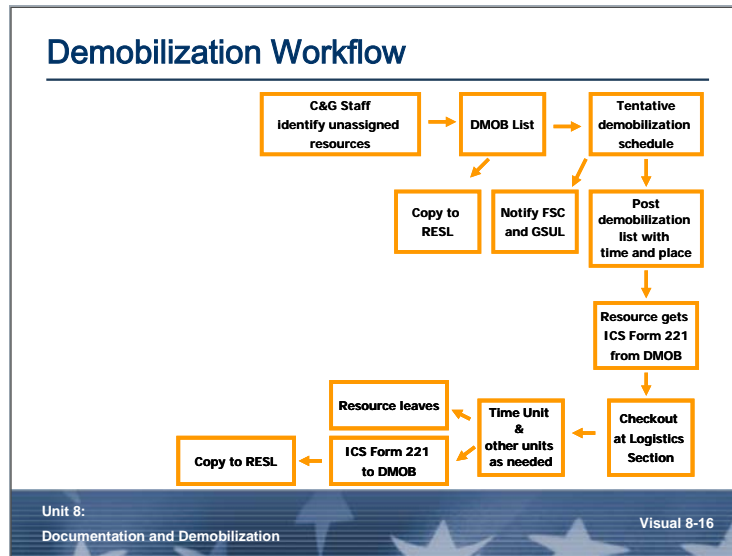 Demobilization Workflow
C&G Staff
identify unassigned
resources
DMOB List
Tentative
demobilization
schedule
Copy to
RESL
Notify FSC
and GSUL
Post
demobilization
list with
time and place
Resource gets
ICS Form 221
from DMOB
Checkout
at Logistics
Section
Time Unit
&
other units
as needed
Resource leaves
ICS Form 221
to DMOB
Copy to RESL
Unit 8:
Documentation and Demobilization
Visual 8-16